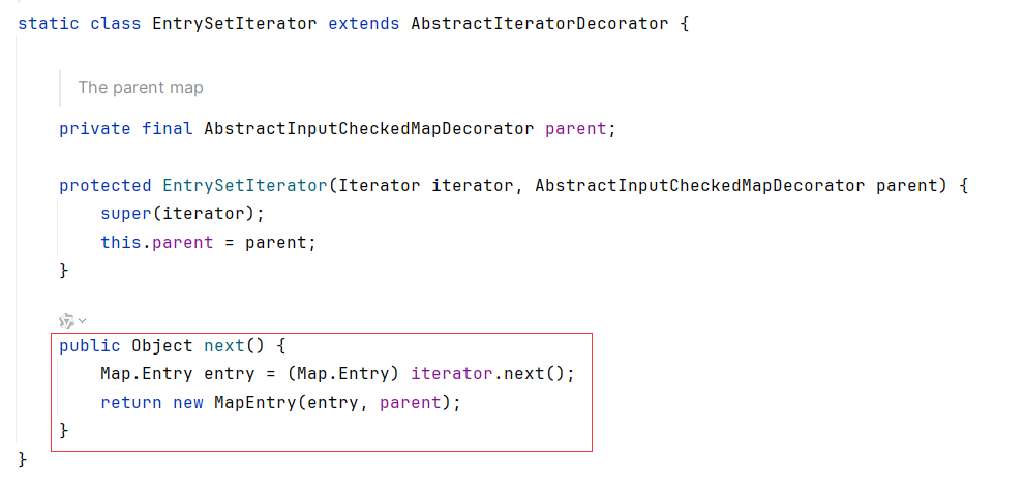 static class EntrySetIterator extends AbstractIteratorDecorator {
The parent map
private final AbstractInputCheckedMapDecorator parent;
protected EntrySetIterator(Iterator iterator, AbstractInputCheckedMapDecorator parent) {
super(iterator);
this.parent = parent;
}
public Object next() {
Map.Entry entry = (Map.Entry) iterator.next();
return new MapEntry(entry, parent);
}
}